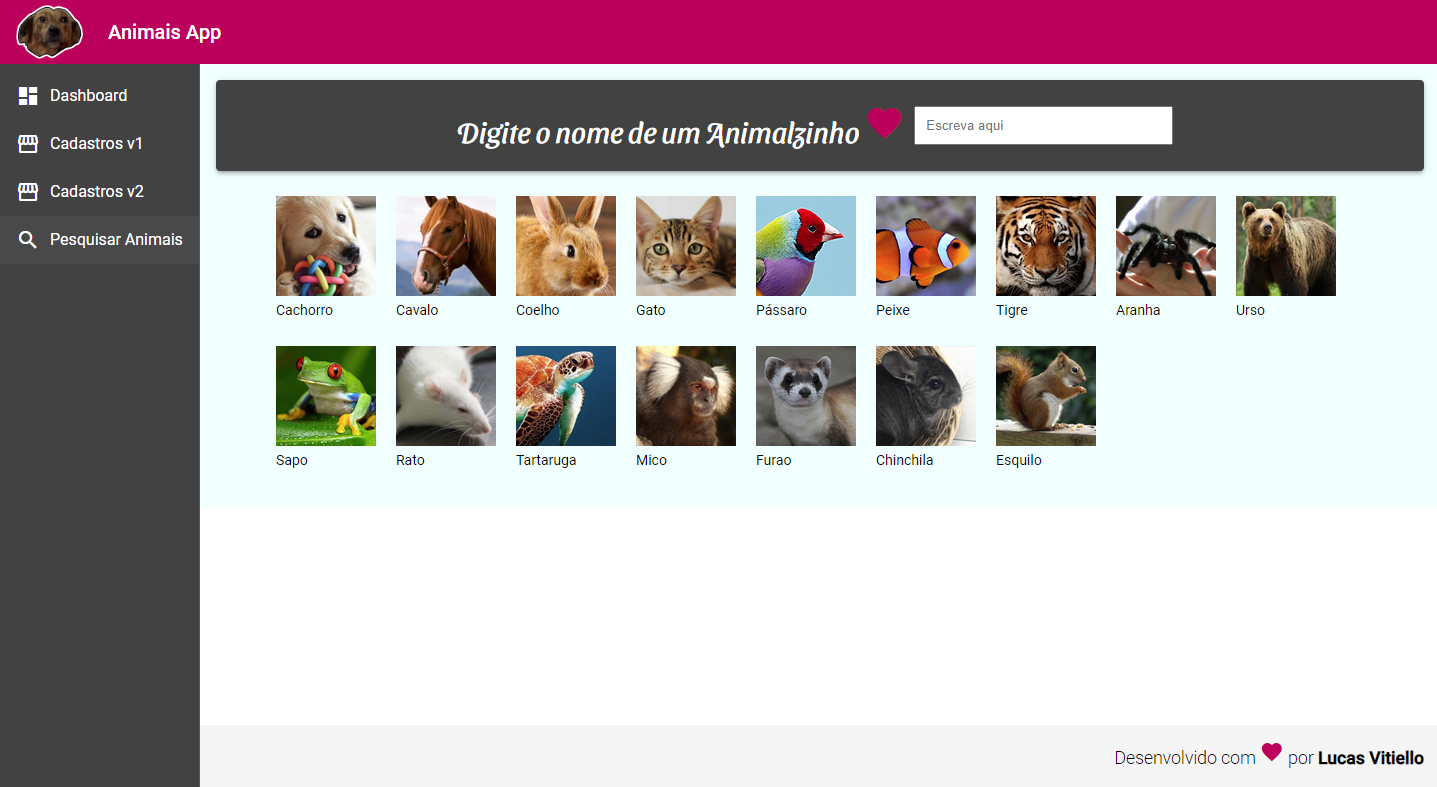 Animais App
Dashboard
Cadastros v1
Cadastros v2
Pesquisar Animais
Digite o nome de um Animalzinho
Escreva aqui
Cachorro
Cavalo
Coelho
Gato
Pássaro
Peixe
Tigre
Aranha
Urso
Sapo
Rato
Tartaruga
Mico
Furao
Chinchila
Esquilo
Desenvolvido com por Lucas Vitiello